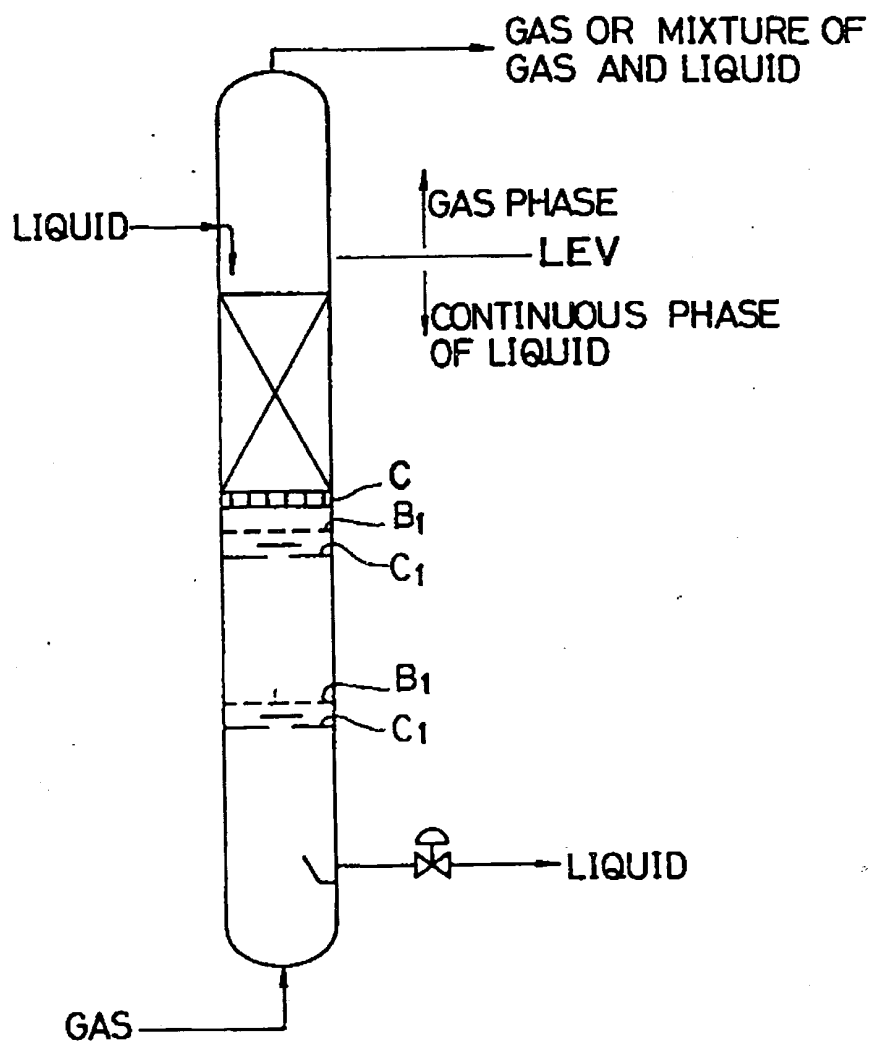 GAS OR MIXTURE OF
GAS AND LIQUID
GAS PHASE
LIQUID
LEV
CONTINUOUS PHASE
OF LIQUID
C
B1
C1
B1
C1
LIQUID
GAS